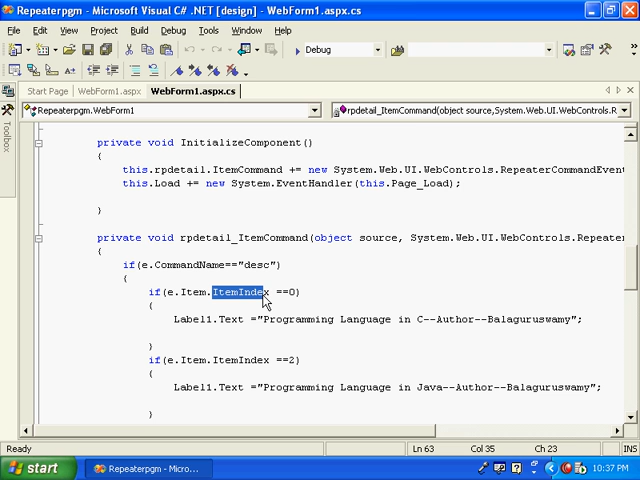 Repeaterpgm - Microsoft Visual C# .NET [design] - WebForm1.aspx.cs
File Edit View Project Build Debug Tools Window Help
Debug
Start Page WebForm1.aspx WebForm1.aspx.cs
Repeaterpgm.WebForm1 rpdetail_ItemCommand(object source,System.Web.UI.WebControls.R
Toolbox
private void InitializeComponent()
{
this.rpdetail.ItemCommand += new System.Web.UI.WebControls.RepeaterCommandEven
this.Load += new System.EventHandler(this.Page_Load);
}
private void rpdetail_ItemCommand(object source, System.Web.UI.WebControls.Repeater
{
if(e.CommandName=="desc")
{
if(e.Item.ItemIndex ==0)
{
Label1.Text ="Programming Language in C--Author--Balaguruswamy";
}
if(e.Item.ItemIndex ==2)
{
Label1.Text ="Programming Language in Java--Author--Balaguruswamy";
}
Ready Ln 63 Col 35 Ch 23 INS
start Repeaterpgm - Micro... 10:37 PM